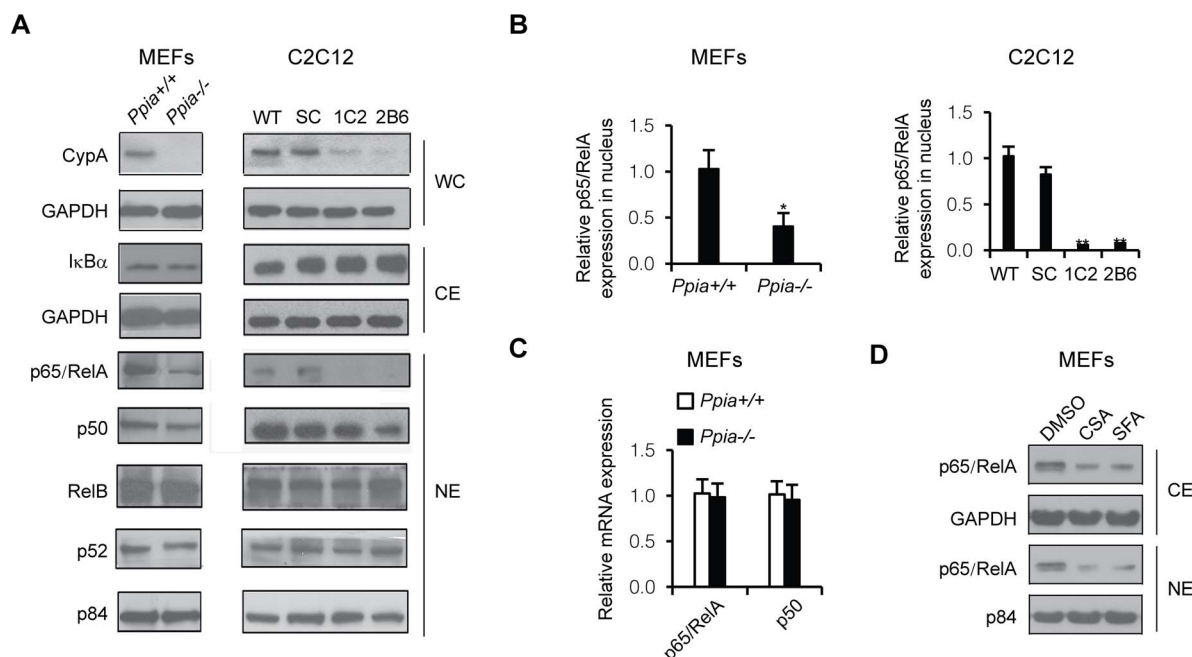 A
MEFs
C2C12
Ppia+/+
Ppia-/-
WT SC 1C2 2B6
CypA
GAPDH
WC
IκBα
GAPDH
CE
p65/RelA
p50
RelB
p52
p84
NE
B
MEFs
Relative p65/RelA
expression in nucleus
1.5
1.0
0.5
0.0
*
Ppia+/+ Ppia-/-
C2C12
Relative p65/RelA
expression in nucleus
1.5
1.0
0.5
0.0
** **
WT SC 1C2 2B6
C
MEFs
Ppia+/+
Ppia-/-
Relative mRNA expression
1.5
1.0
0.5
0.0
p65/RelA
p50
D
MEFs
DMSO
CSA
SFA
p65/RelA
GAPDH
CE
p65/RelA
p84
NE